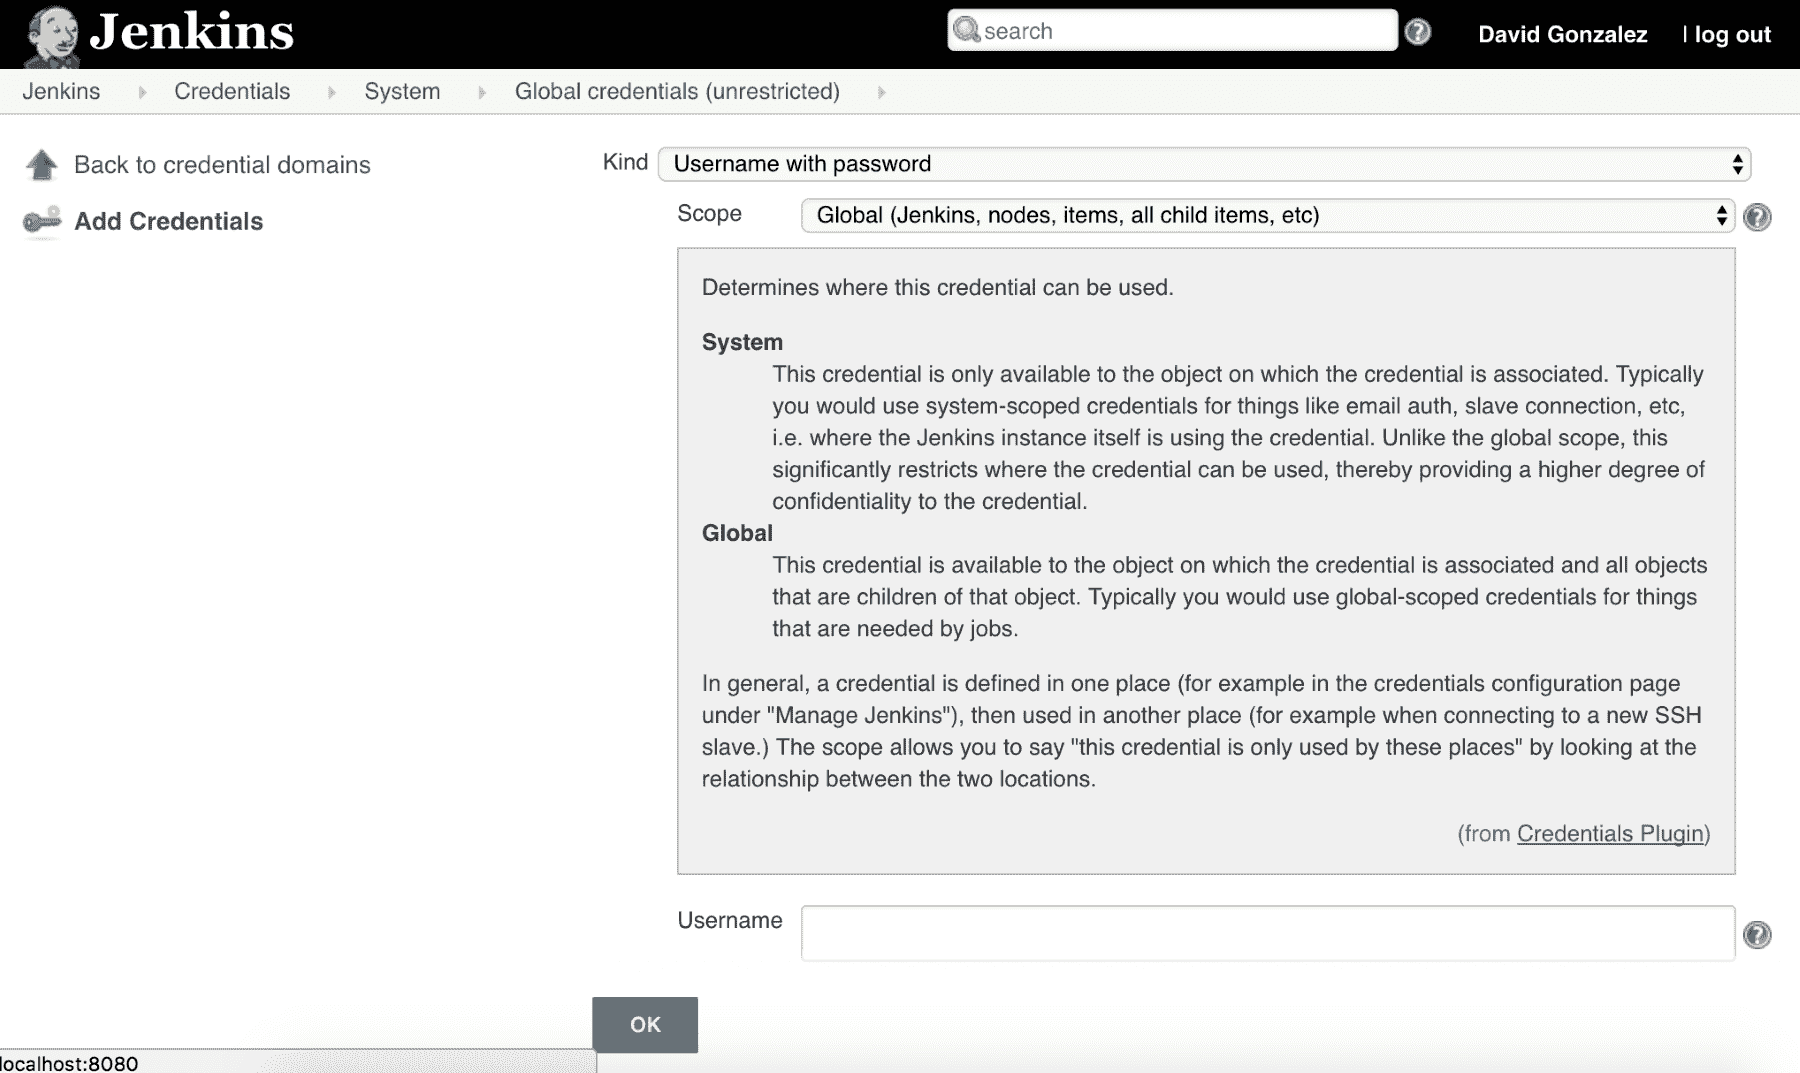 Jenkins
search
David Gonzalez
| log out
Jenkins
Credentials
System
Global credentials (unrestricted)
Back to credential domains
Add Credentials
Kind
Username with password
Scope
Global (Jenkins, nodes, items, all child items, etc)
Determines where this credential can be used.
System
This credential is only available to the object on which the credential is associated. Typically
you would use system-scoped credentials for things like email auth, slave connection, etc,
i.e. where the Jenkins instance itself is using the credential. Unlike the global scope, this
significantly restricts where the credential can be used, thereby providing a higher degree of
confidentiality to the credential.
Global
This credential is available to the object on which the credential is associated and all objects
that are children of that object. Typically you would use global-scoped credentials for things
that are needed by jobs.
In general, a credential is defined in one place (for example in the credentials configuration page
under "Manage Jenkins"), then used in another place (for example when connecting to a new SSH
slave.) The scope allows you to say "this credential is only used by these places" by looking at the
relationship between the two locations.
(from Credentials Plugin)
Username
OK
localhost:8080